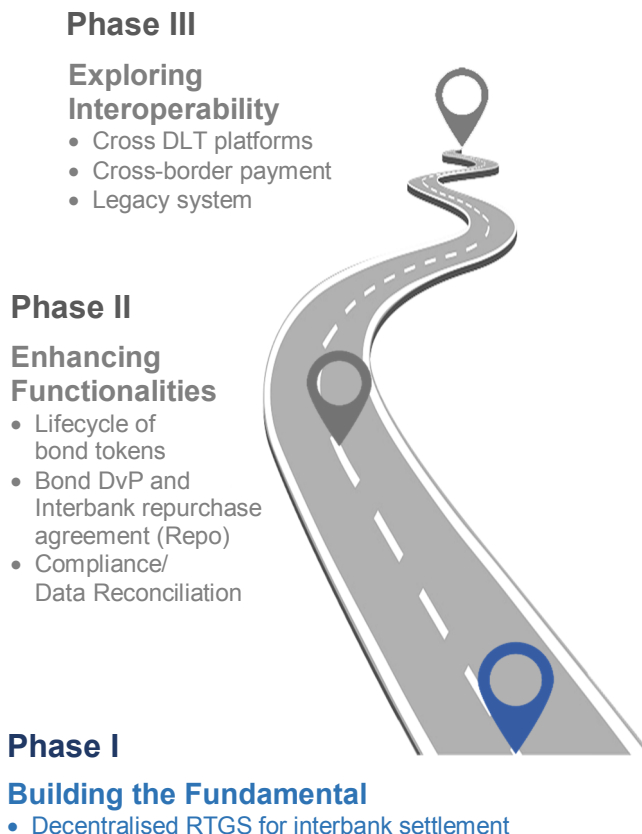 Phase III
Exploring
Interoperability
• Cross DLT platforms
• Cross-border payment
• Legacy system
Phase II
Enhancing
Functionalities
• Lifecycle of
bond tokens
• Bond DvP and
Interbank repurchase
agreement (Repo)
• Compliance/
Data Reconciliation
Phase I
Building the Fundamental
• Decentralised RTGS for interbank settlement